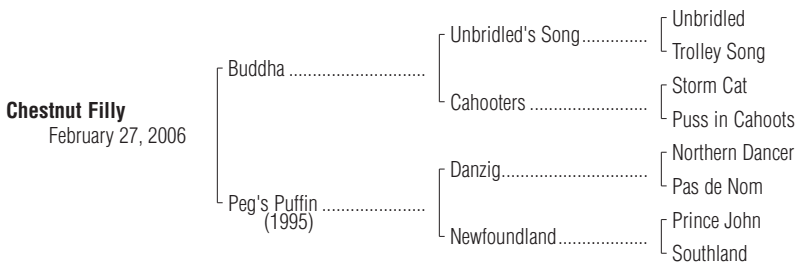 Chestnut Filly
February 27, 2006
Buddha
Peg's Puffin
(1995)
Unbridled's Song
Cahooters
Danzig
Newfoundland
Unbridled
Trolley Song
Storm Cat
Puss in Cahoots
Northern Dancer
Pas de Nom
Prince John
Southland